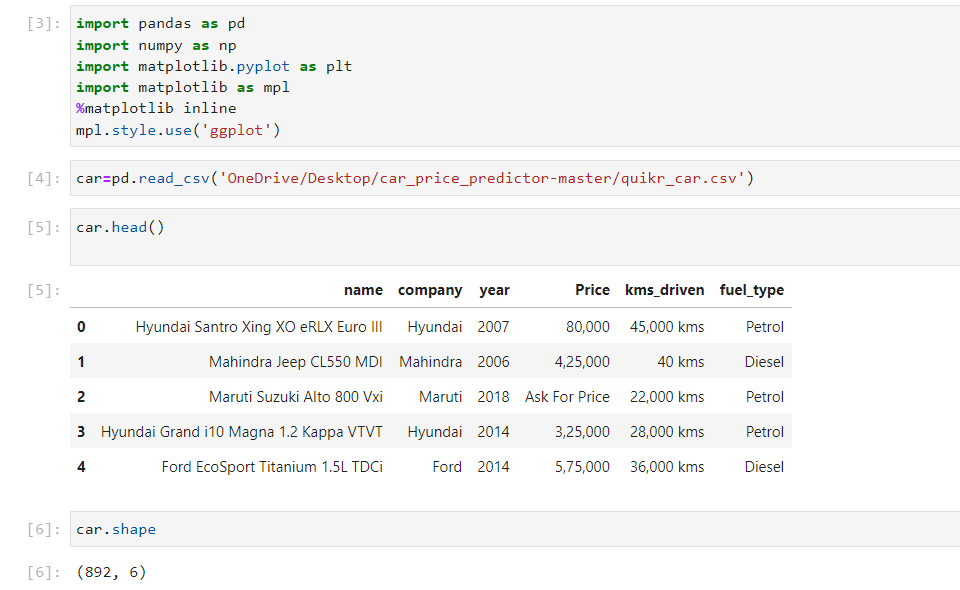 [3]: import pandas as pd
import numpy as np
import matplotlib.pyplot as plt
import matplotlib as mpl
%matplotlib inline
mpl.style.use('ggplot')
[4]: car=pd.read_csv('OneDrive/Desktop/car_price_predictor-master/quikr_car.csv')
[5]: car.head()
[5]: name company year Price kms_driven fuel_type
0 Hyundai Santro Xing XO eRLX Euro III Hyundai 2007 80,000 45,000 kms Petrol
1 Mahindra Jeep CL550 MDI Mahindra 2006 4,25,000 40 kms Diesel
2 Maruti Suzuki Alto 800 Vxi Maruti 2018 Ask For Price 22,000 kms Petrol
3 Hyundai Grand i10 Magna 1.2 Kappa VTVT Hyundai 2014 3,25,000 28,000 kms Petrol
4 Ford EcoSport Titanium 1.5L TDCi Ford 2014 5,75,000 36,000 kms Diesel
[6]: car.shape
[6]: (892, 6)